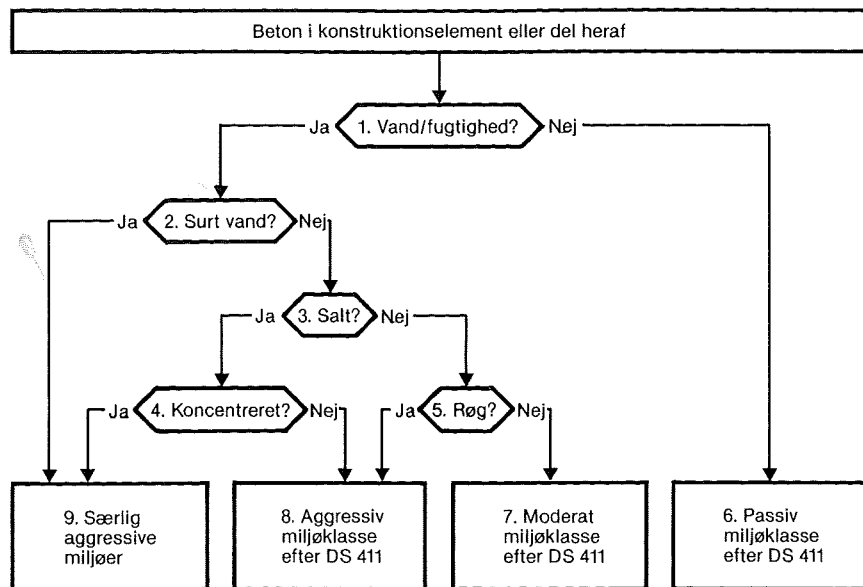 Beton i konstruktionselement eller del heraf
Ja 1. Vand/fugtighed? Nej
Ja 2. Surt vand? Nej
Ja 3. Salt? Nej
Ja 4. Koncentreret? Nej Ja 5. Røg? Nej
9. Særlig
aggressive
miljøer
8. Aggressiv
miljøklasse
efter DS 411
7. Moderat
miljøklasse
efter DS 411
6. Passiv
miljøklasse
efter DS 411